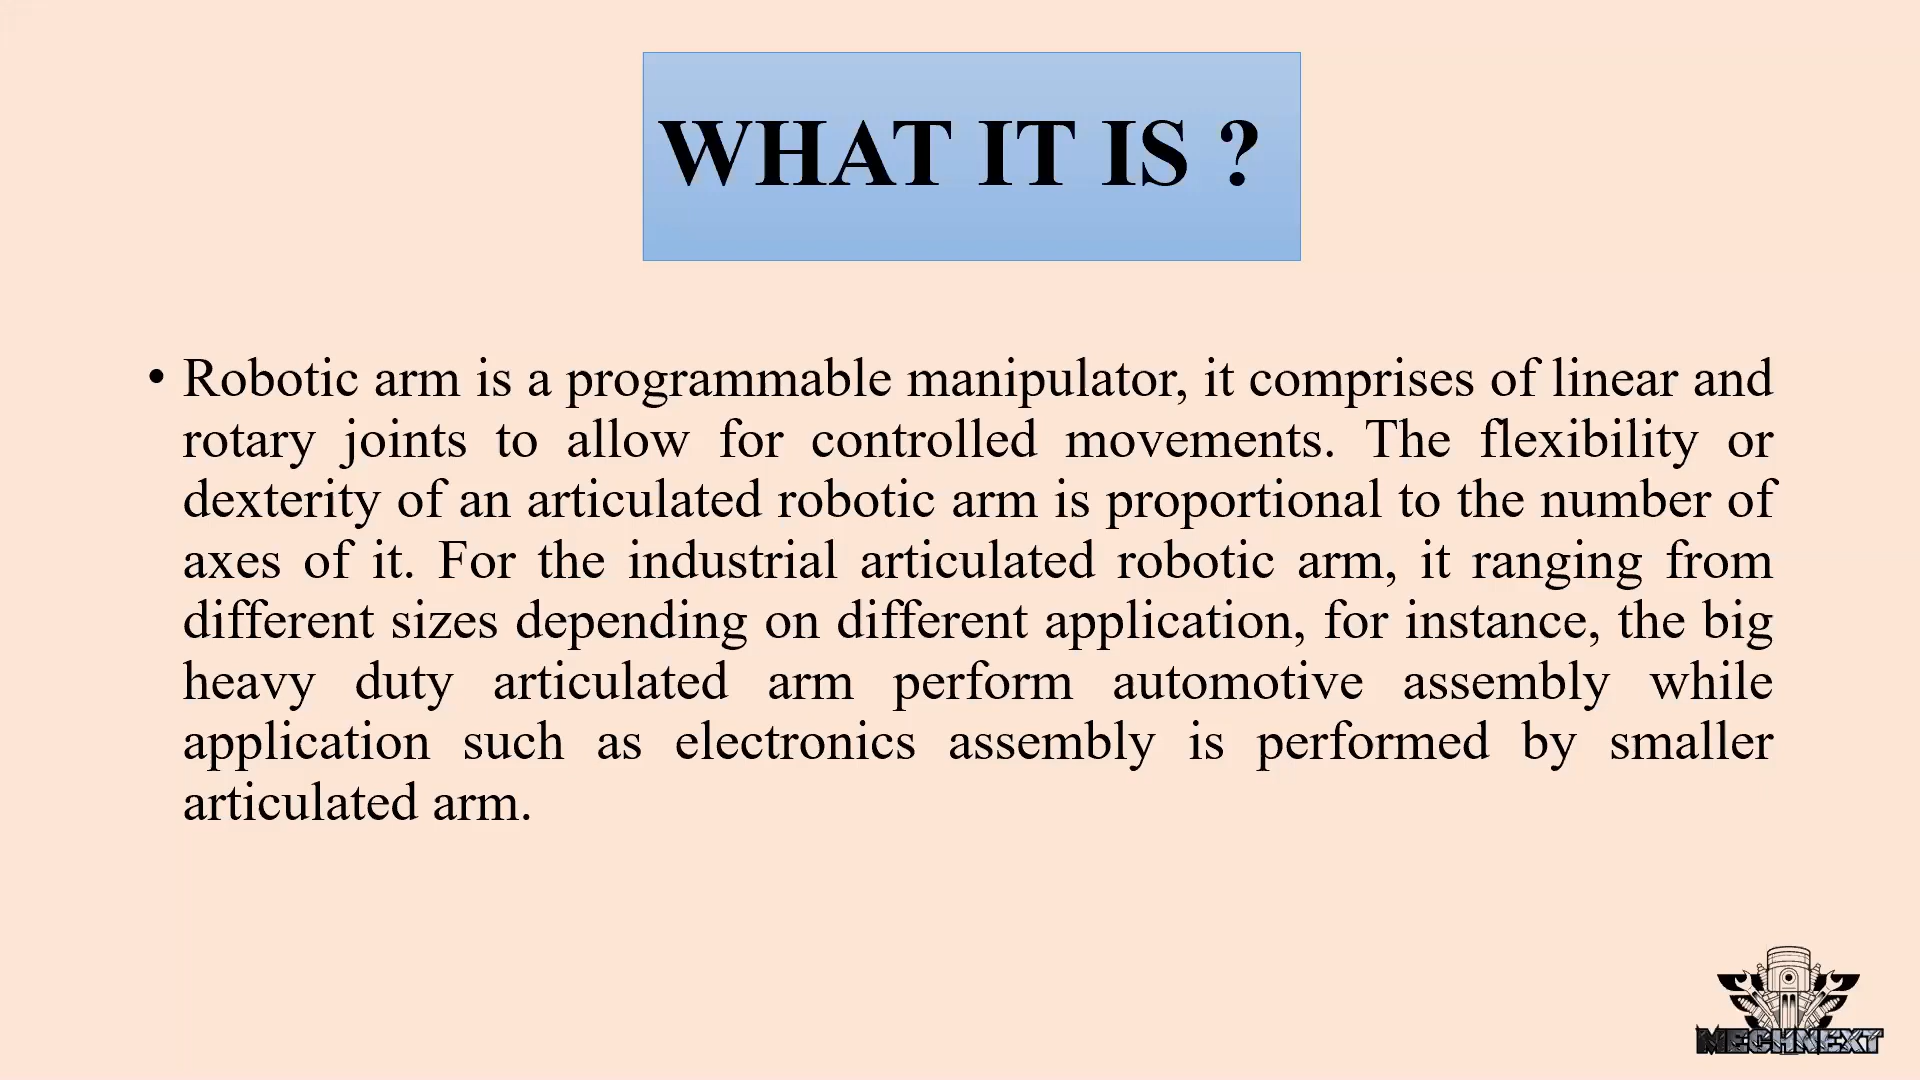 WHAT IT IS ?
• Robotic arm is a programmable manipulator, it comprises of linear and
rotary joints to allow for controlled movements. The flexibility or
dexterity of an articulated robotic arm is proportional to the number of
axes of it. For the industrial articulated robotic arm, it ranging from
different sizes depending on different application, for instance, the big
heavy duty articulated arm perform automotive assembly while
application such as electronics assembly is performed by smaller
articulated arm.
MECHNEXT